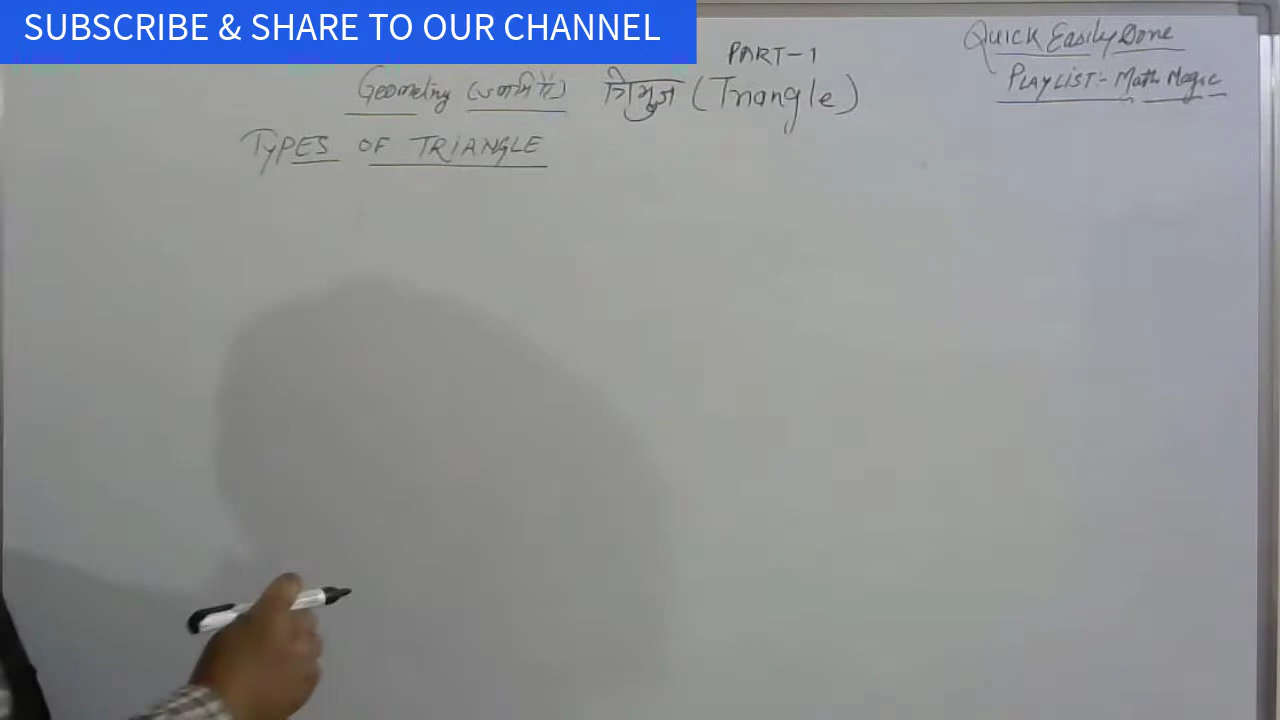 SUBSCRIBE & SHARE TO OUR CHANNEL
Quick Easily Done
PART-1
PLAYLIST:- Math Magic
Geometry (ज्यामिति) त्रिभुज (Triangle)
TYPES OF TRIANGLE